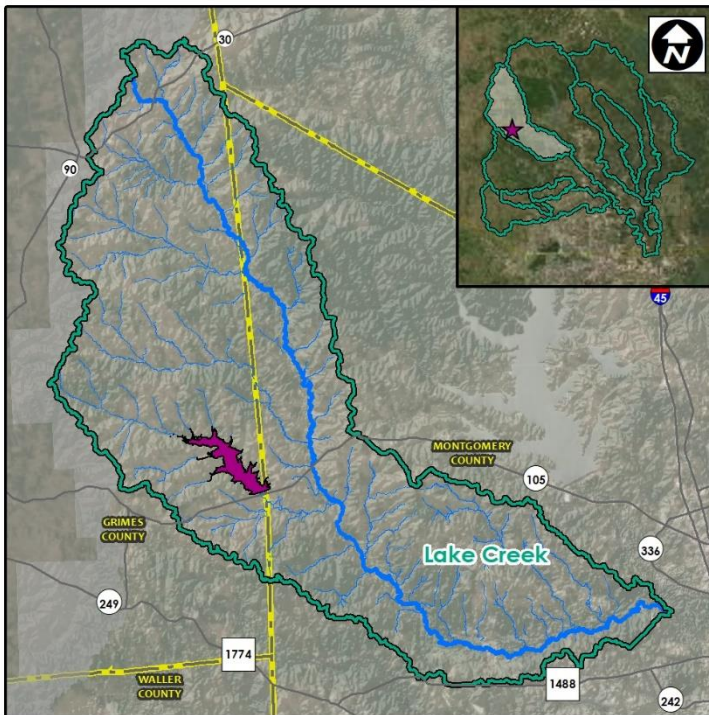 30
N
90
45
MONTGOMERY
COUNTY
105
GRIMES
COUNTY
Lake Creek
336
249
1774
WALLER
COUNTY
1488
242